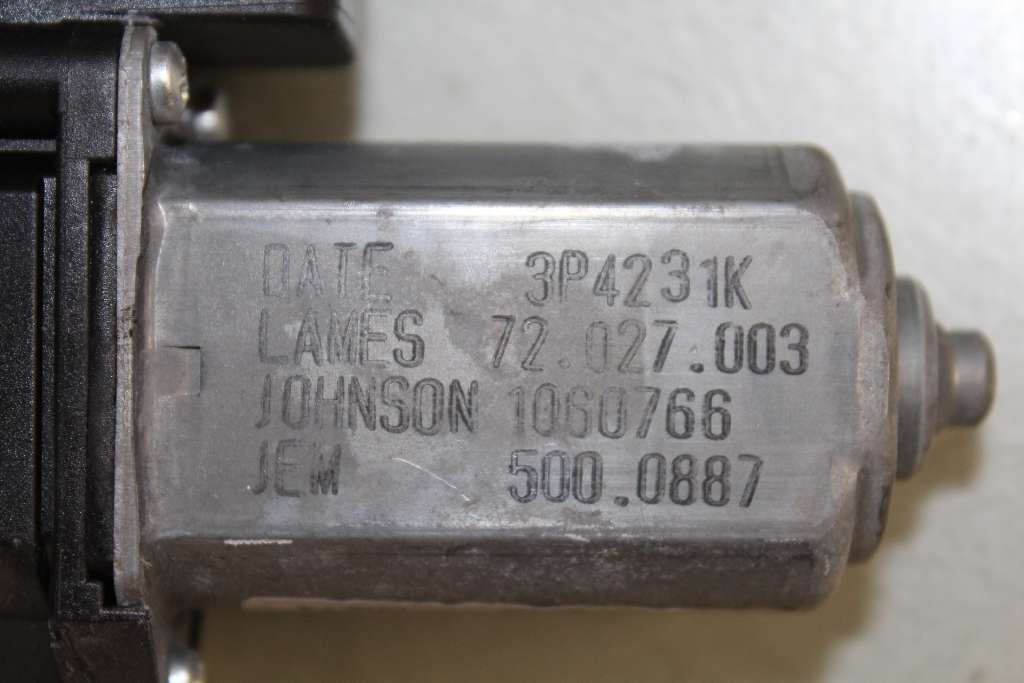 DATE 3P4231K
LAMES 72.027.003
JOHNSON 1060766
JEM 500.0887